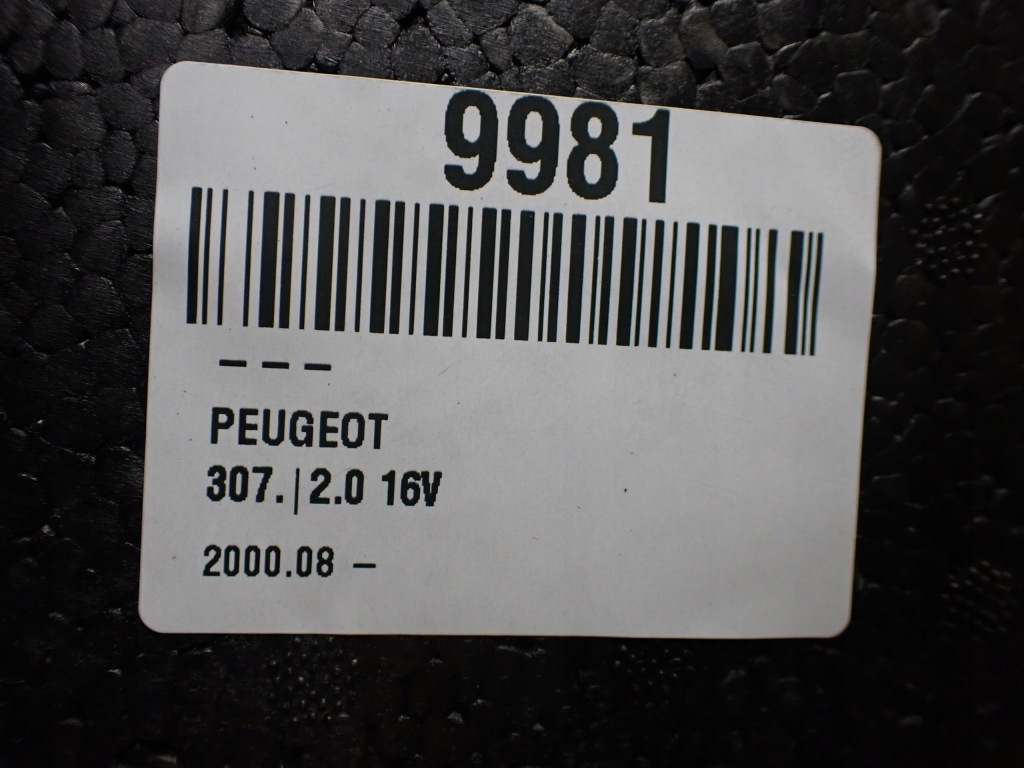 9981
– – –
PEUGEOT
307.|2.0 16V
2000.08 –